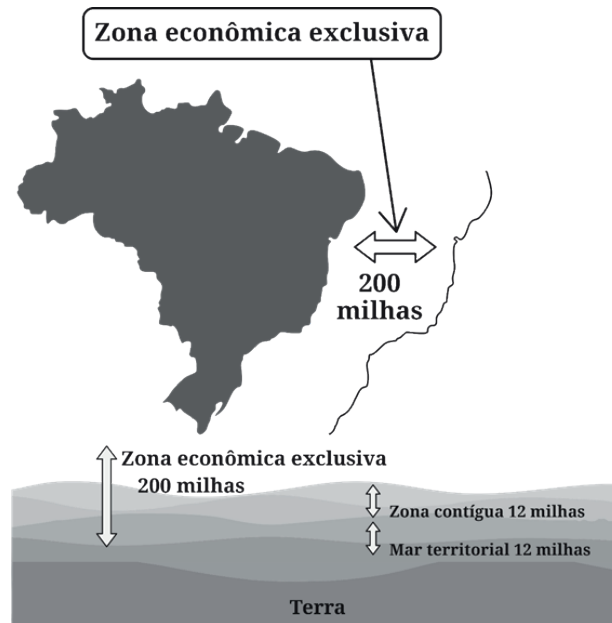 Zona econômica exclusiva
200
milhas
Zona econômica exclusiva
200 milhas
Zona contígua 12 milhas
Mar territorial 12 milhas
Terra